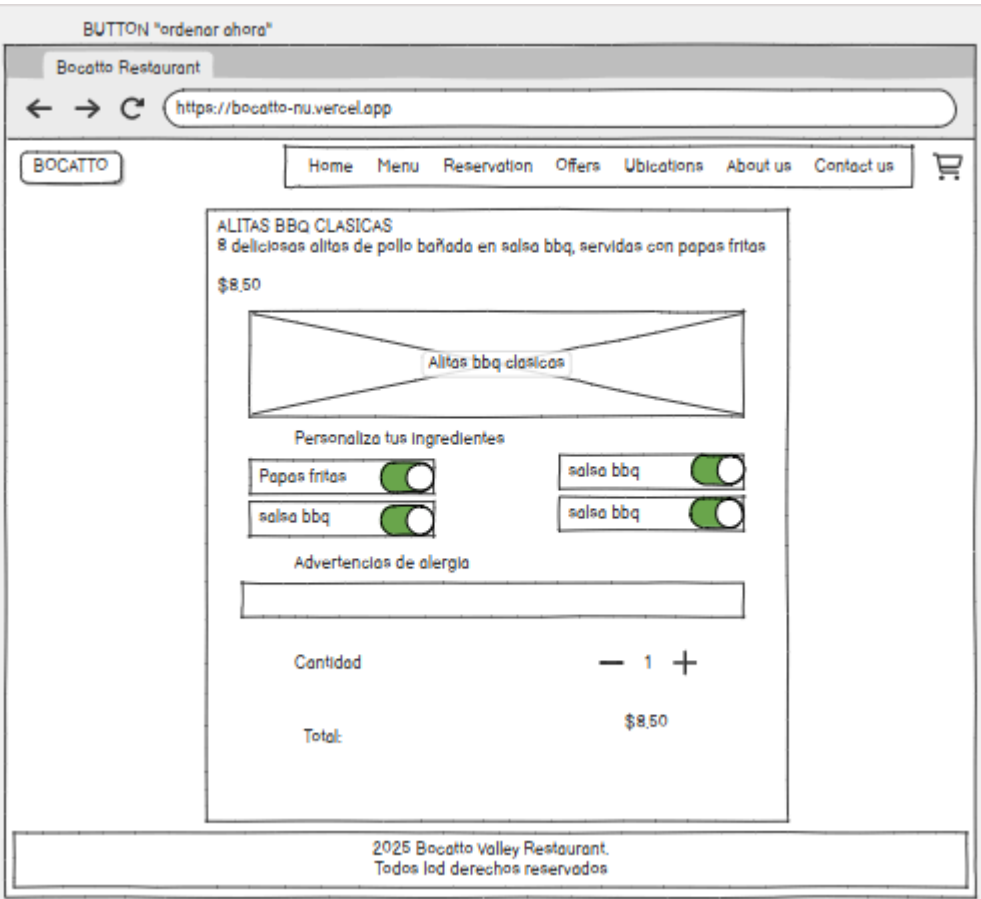 BUTTON "ordenar ahora"
Bocatto Restaurant
https://bocatto-nu.vercel.app
BOCATTO
Home Menu Reservation Offers Ubications About us Contact us
ALITAS BBQ CLASICAS
8 deliciosas alitas de pollo bañada en salsa bbq, servidas con papas fritas
$8,50
Alitas bbq clasicas
Personaliza tus ingredientes
Papas fritas salsa bbq
salsa bbq salsa bbq
Advertencias de alergia
Cantidad 1
Total: $8,50
2025 Bocatto Valley Restaurant.
Todos lod derechos reservados